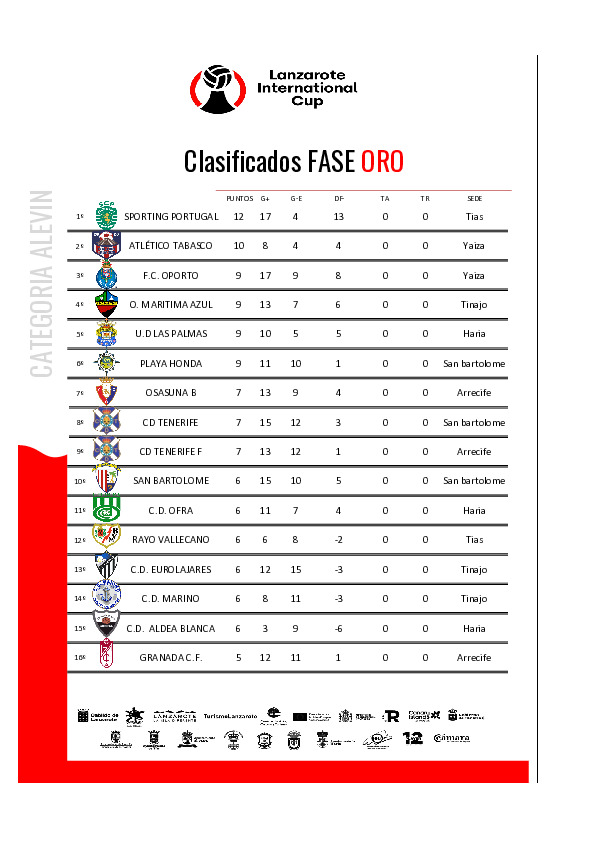 Lanzarote
International
Cup
Clasificados FASE ORO
CATEGORIA ALEVIN
PUNTOS G+ G-E DF- TA TR SEDE
1º SPORTING PORTUGAL 12 17 4 13 0 0 Tias
2º ATLÉTICO TABASCO 10 8 4 4 0 0 Yaiza
3º F.C. OPORTO 9 17 9 8 0 0 Yaiza
4º O. MARITIMA AZUL 9 13 7 6 0 0 Tinajo
5º U.D LAS PALMAS 9 10 5 5 0 0 Haria
6º PLAYA HONDA 9 11 10 1 0 0 San bartolome
7º OSASUNA B 7 13 9 4 0 0 Arrecife
8º CD TENERIFE 7 15 12 3 0 0 San bartolome
9º CD TENERIFE F 7 13 12 1 0 0 Arrecife
10º SAN BARTOLOME 6 15 10 5 0 0 San bartolome
11º C.D. OFRA 6 11 7 4 0 0 Haria
12º RAYO VALLECANO 6 6 8 -2 0 0 Tias
13º C.D. EUROLAJARES 6 12 15 -3 0 0 Tinajo
14º C.D. MARINO 6 8 11 -3 0 0 Tinajo
15º C.D. ALDEA BLANCA 6 3 9 -6 0 0 Haria
16º GRANADA C.F. 5 12 11 1 0 0 Arrecife
Cabildo de Lanzarote LANZAROTE TurismoLanzarote Canary Islands
12 Cámara